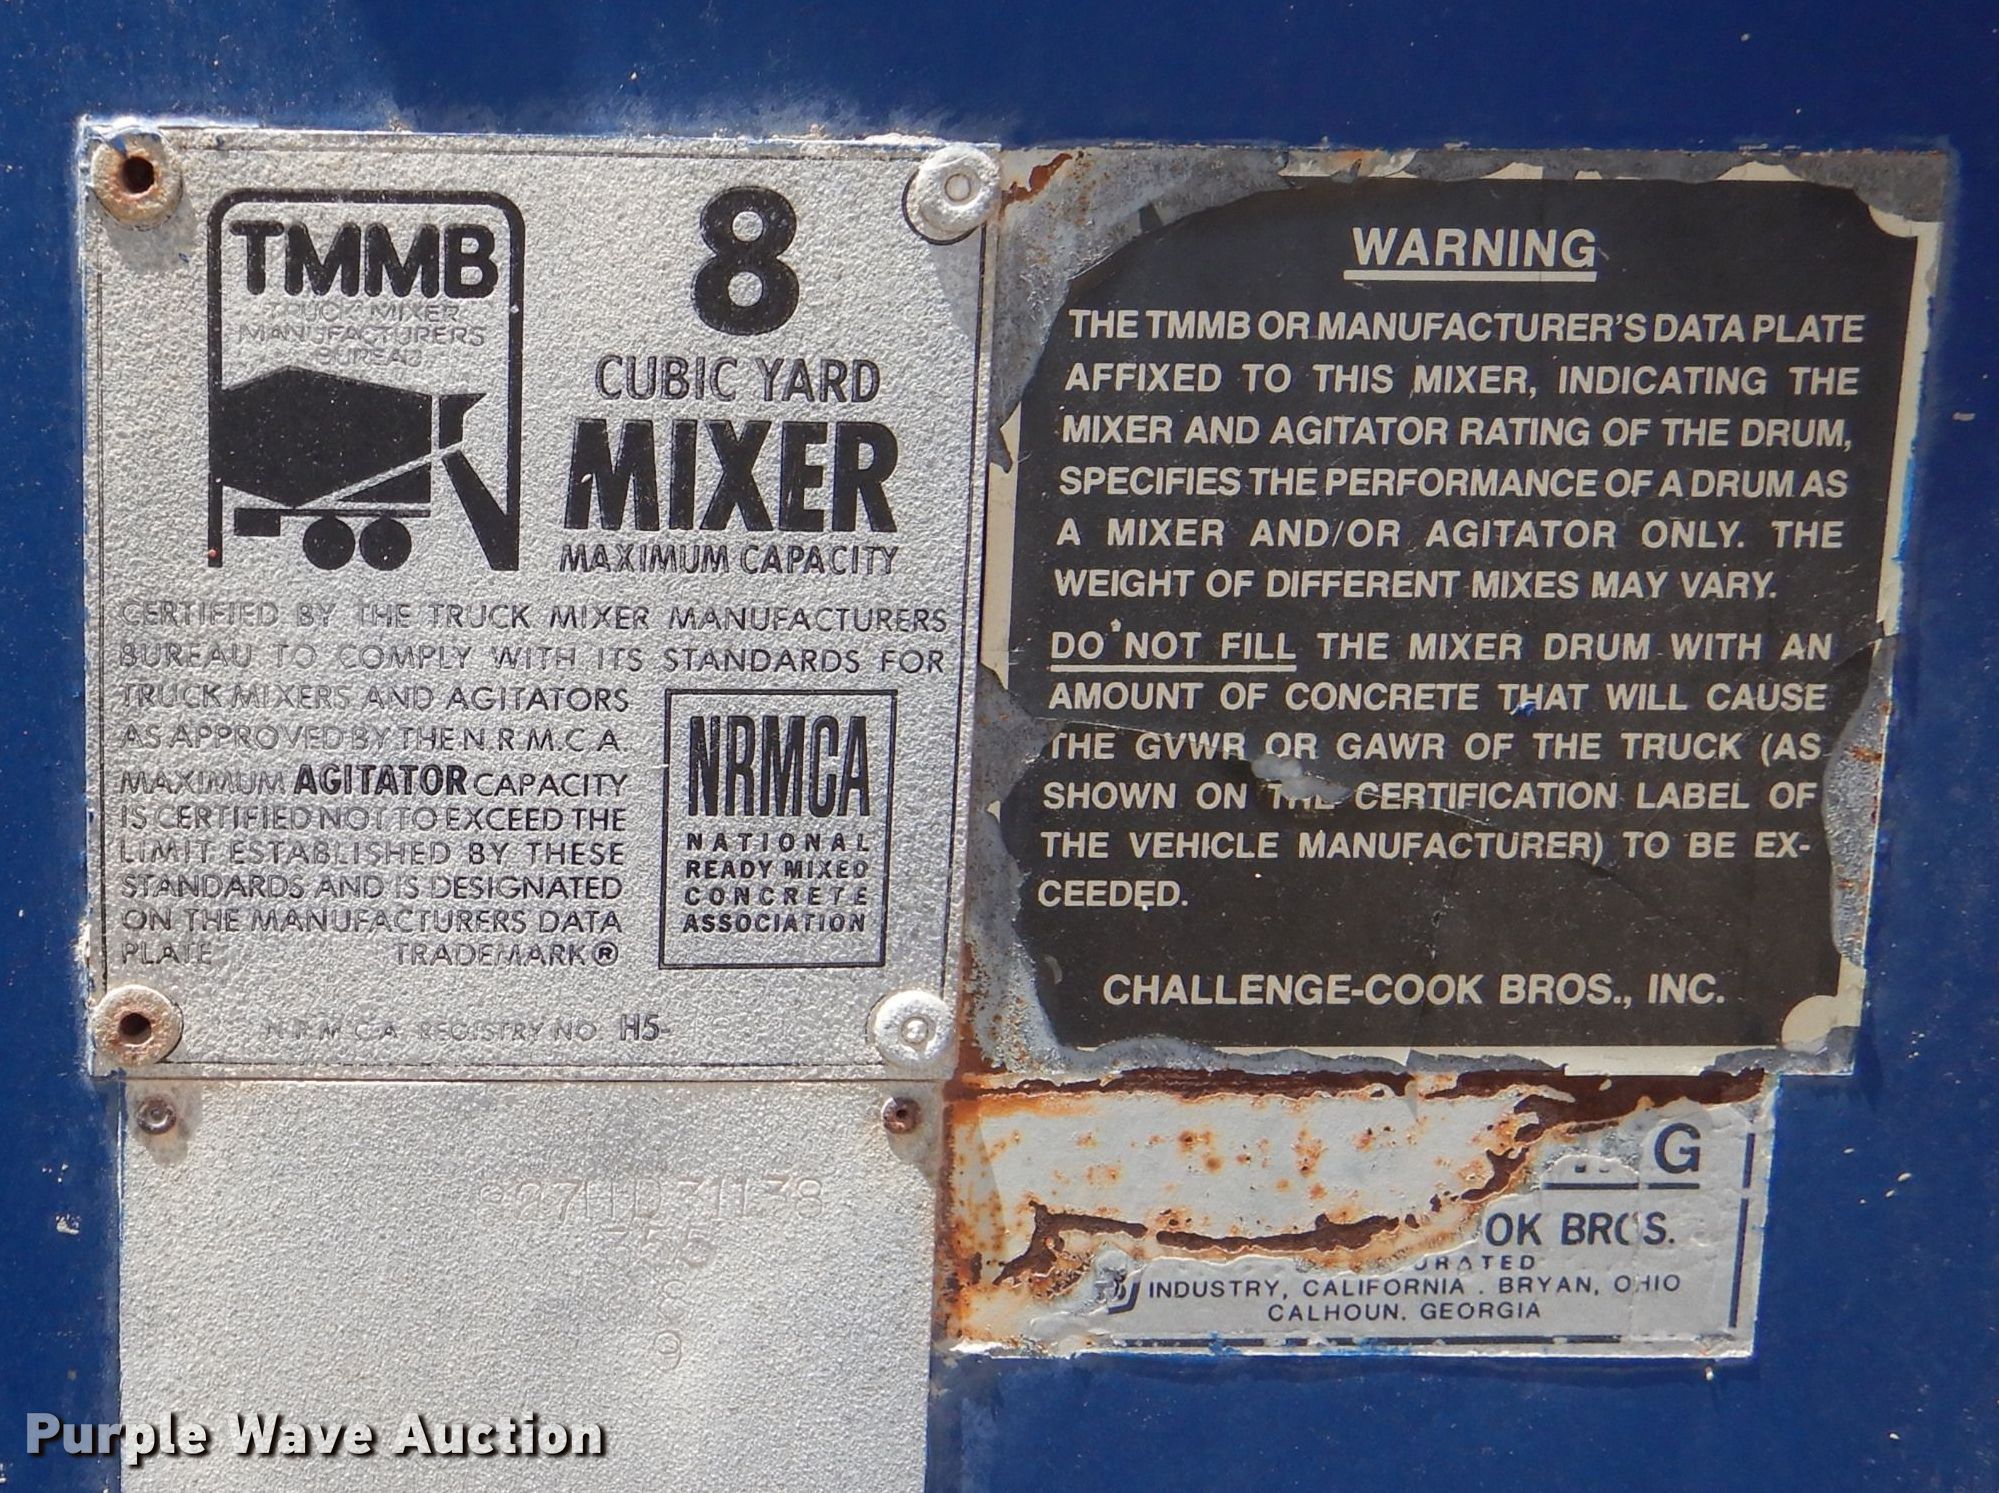 TMMB
TRUCK MIXER
MANUFACTURERS
BUREAU
8
CUBIC YARD
MIXER
MAXIMUM CAPACITY
CERTIFIED BY THE TRUCK MIXER MANUFACTURERS
BUREAU TO COMPLY WITH ITS STANDARDS FOR
TRUCK MIXERS AND AGITATORS
AS APPROVED BY THE N.R.M.C.A.
MAXIMUM AGITATOR CAPACITY
IS CERTIFIED NOT TO EXCEED THE
LIMIT ESTABLISHED BY THESE
STANDARDS AND IS DESIGNATED
ON THE MANUFACTURERS DATA
PLATE TRADEMARK ®
NRMCA
NATIONAL
READY MIXED
CONCRETE
ASSOCIATION
N R M C A REGISTRY NO H5-
WARNING
THE TMMB OR MANUFACTURER'S DATA PLATE
AFFIXED TO THIS MIXER, INDICATING THE
MIXER AND AGITATOR RATING OF THE DRUM,
SPECIFIES THE PERFORMANCE OF A DRUM AS
A MIXER AND/OR AGITATOR ONLY. THE
WEIGHT OF DIFFERENT MIXES MAY VARY.
DO NOT FILL THE MIXER DRUM WITH AN
AMOUNT OF CONCRETE THAT WILL CAUSE
THE GVWR OR GAWR OF THE TRUCK (AS
SHOWN ON THE CERTIFICATION LABEL OF
THE VEHICLE MANUFACTURER) TO BE EX-
CEEDED.
CHALLENGE-COOK BROS., INC.
G
OK BROS.
URATED
INDUSTRY, CALIFORNIA . BRYAN, OHIO
CALHOUN. GEORGIA
Purple Wave Auction